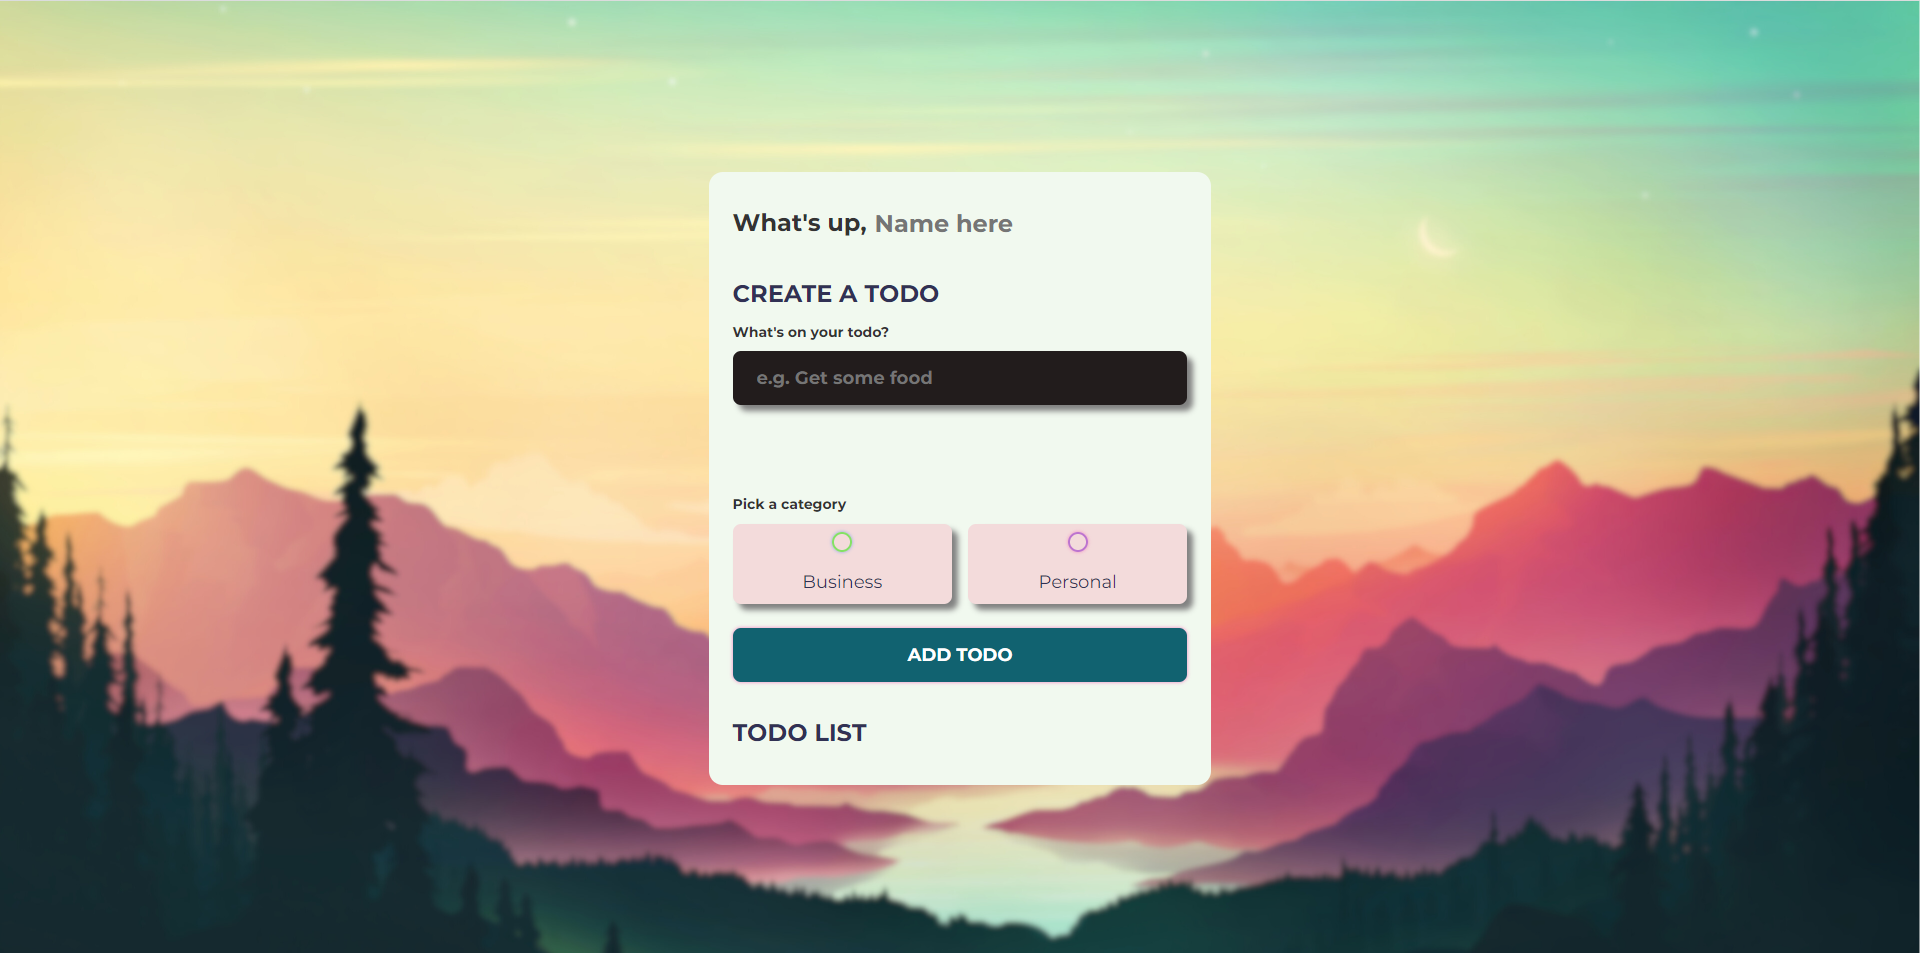 What's up, Name here
CREATE A TODO
What's on your todo?
e.g. Get some food
Pick a category
Business Personal
ADD TODO
TODO LIST